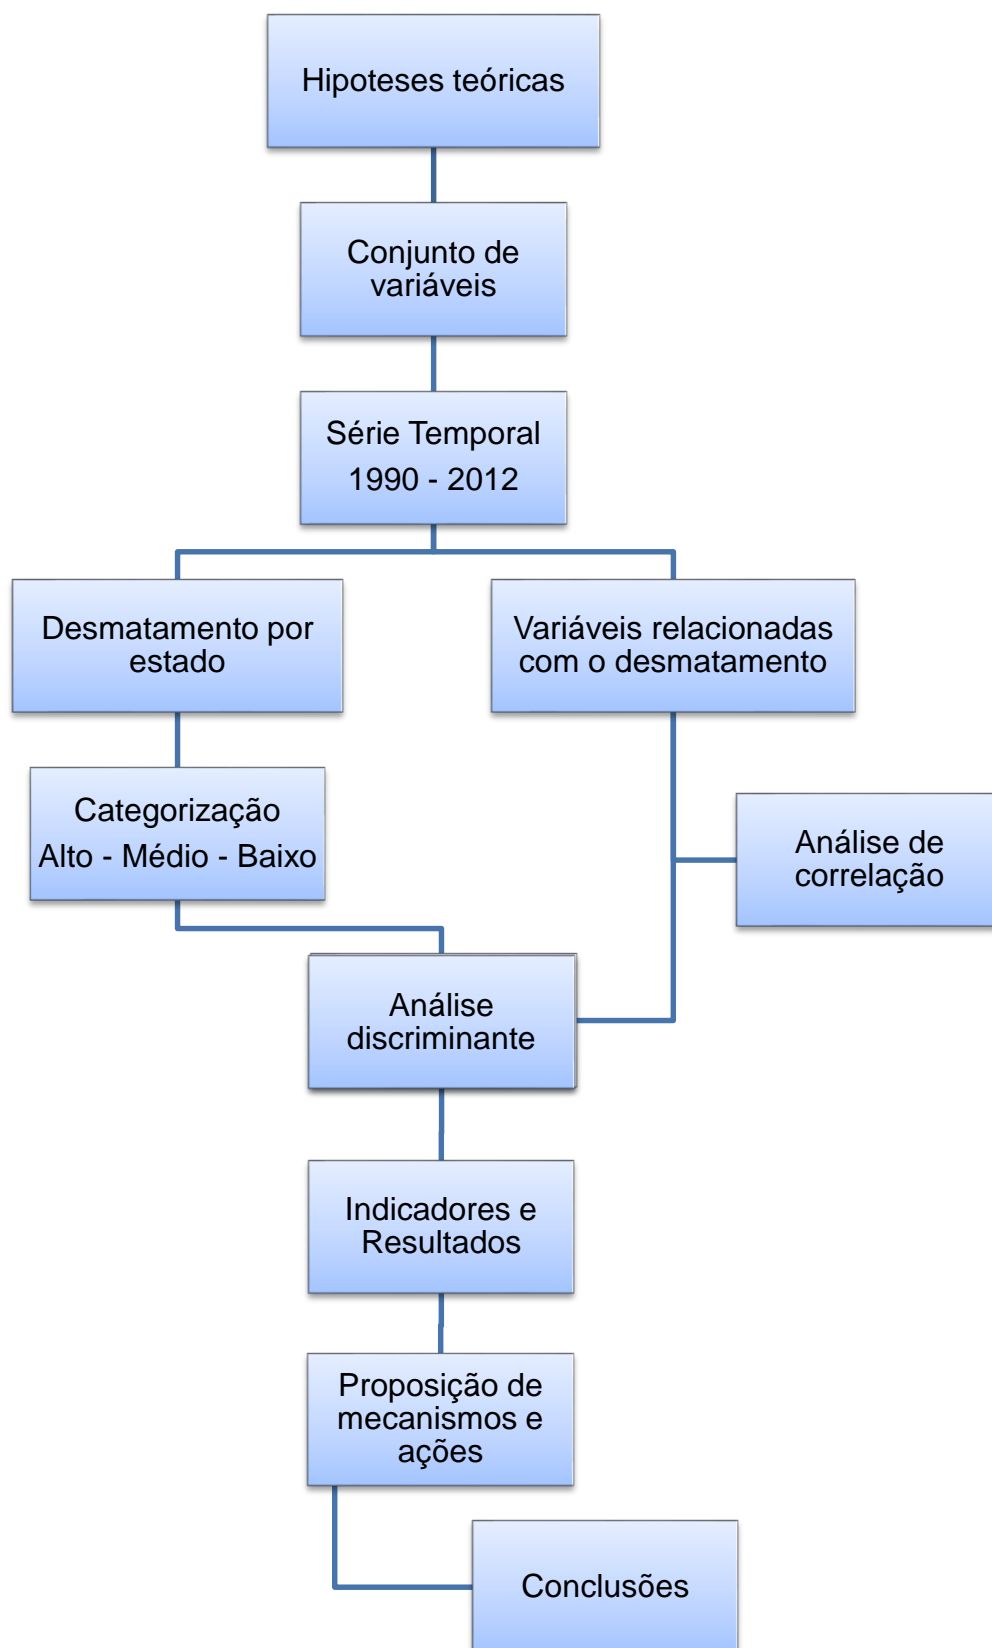 Hipoteses teóricas
Conjunto de
variáveis
Série Temporal
1990 - 2012
Desmatamento por
estado
Variáveis relacionadas
com o desmatamento
Categorização
Alto - Médio - Baixo
Análise de
correlação
Análise
discriminante
Indicadores e
Resultados
Proposição de
mecanismos e
ações
Conclusões